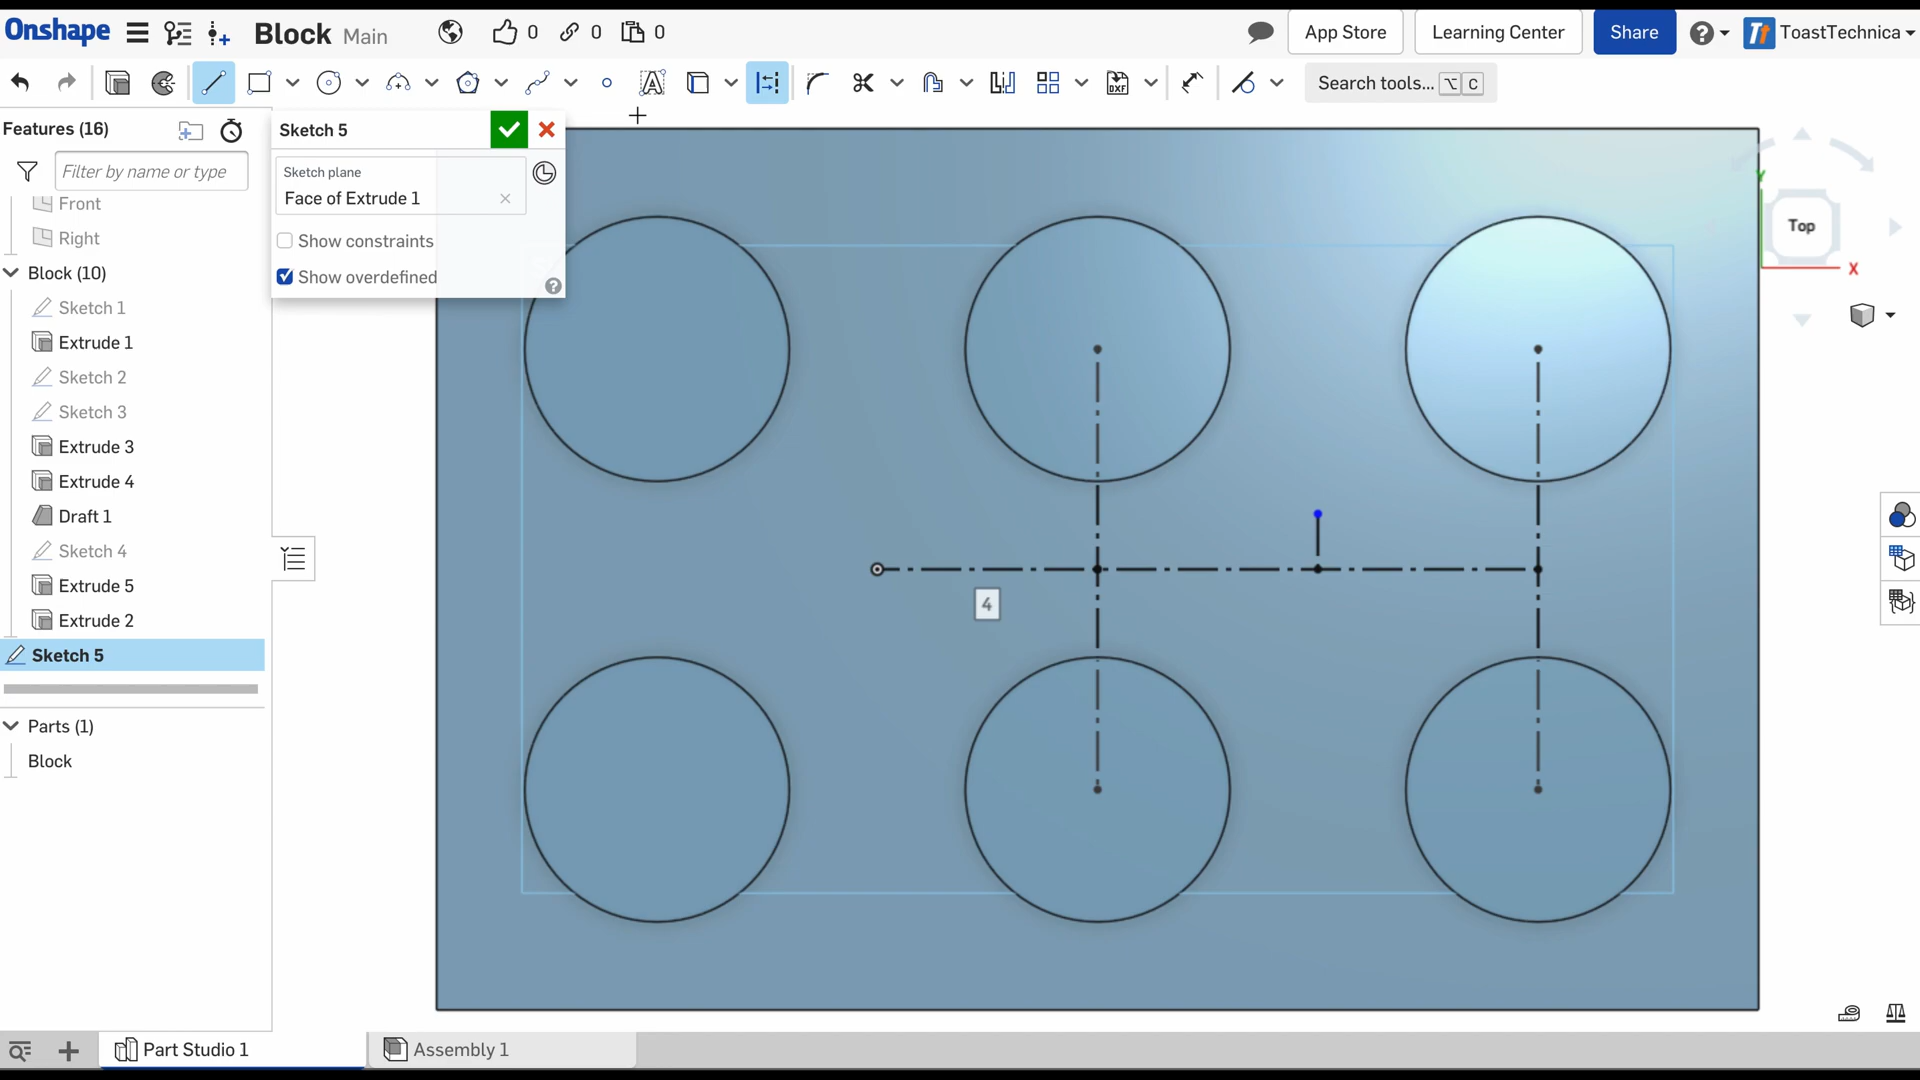 Onshape Block Main 0 0 0 App Store Learning Center Share ? Tt ToastTechnica
A DXF Search tools... ⌥ C
Features (16)
Filter by name or type
Front
Right
Block (10)
Sketch 1
Extrude 1
Sketch 2
Sketch 3
Extrude 3
Extrude 4
Draft 1
Sketch 4
Extrude 5
Extrude 2
Sketch 5
Parts (1)
Block
Sketch 5
Sketch plane
Face of Extrude 1
Show constraints
Show overdefined
?
4
Y
Top
X
Part Studio 1 Assembly 1